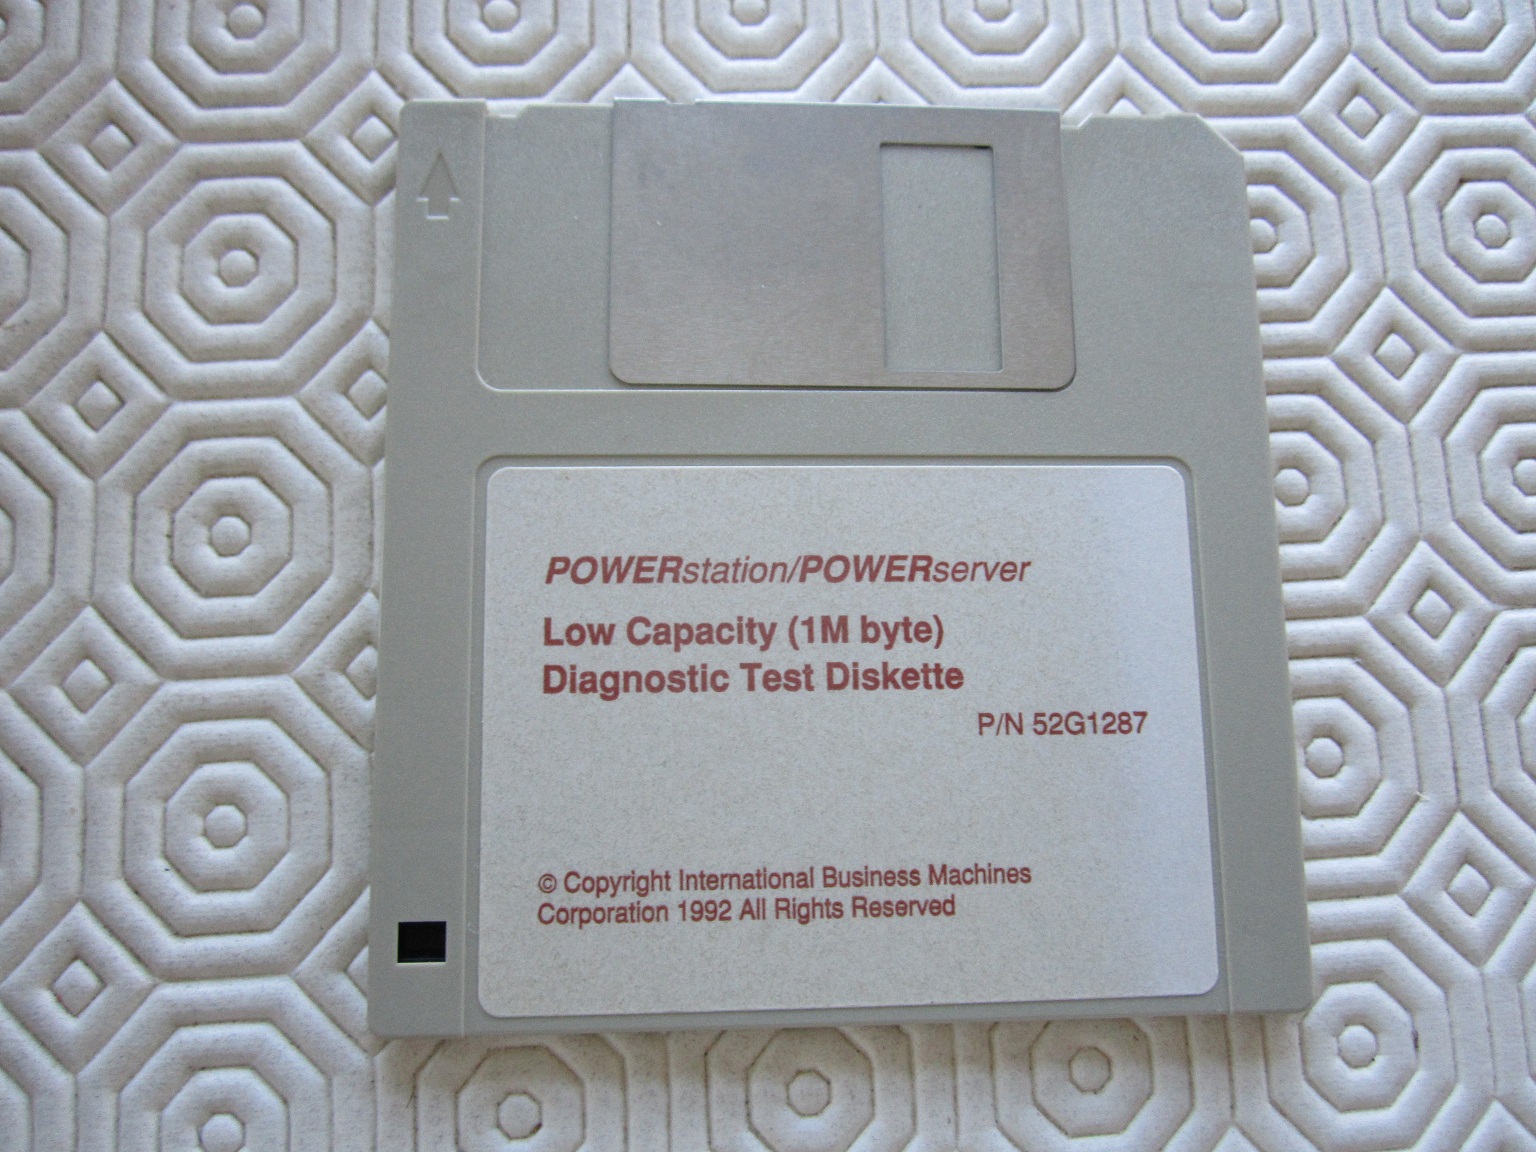 POWERstation/POWERserver
Low Capacity (1M byte)
Diagnostic Test Diskette
P/N 52G1287
© Copyright International Business Machines
Corporation 1992 All Rights Reserved